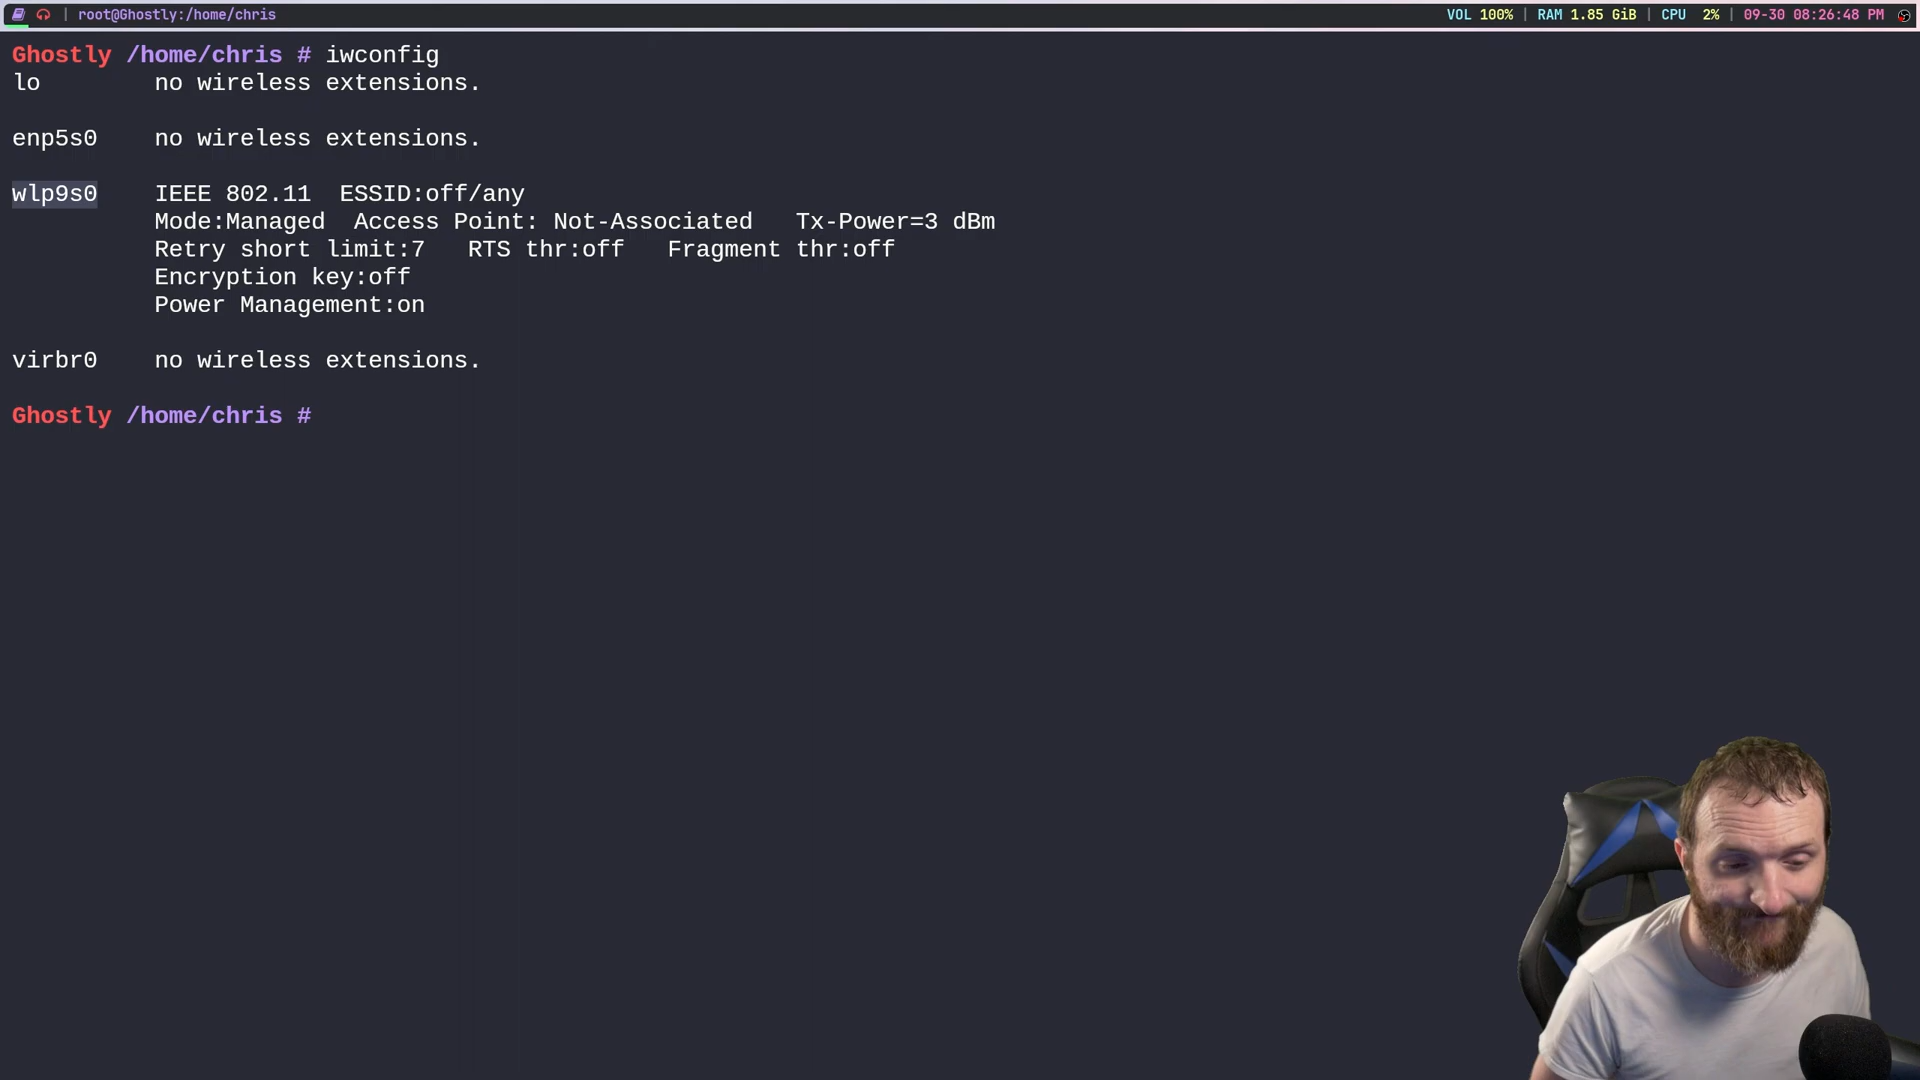 | root@Ghostly:/home/chris VOL 100% | RAM 1.85 GiB | CPU 2% | 09-30 08:26:48 PM
Ghostly /home/chris # iwconfig
lo        no wireless extensions.
enp5s0    no wireless extensions.
wlp9s0    IEEE 802.11  ESSID:off/any
          Mode:Managed  Access Point: Not-Associated   Tx-Power=3 dBm
          Retry short limit:7   RTS thr:off   Fragment thr:off
          Encryption key:off
          Power Management:on
virbr0    no wireless extensions.
Ghostly /home/chris #